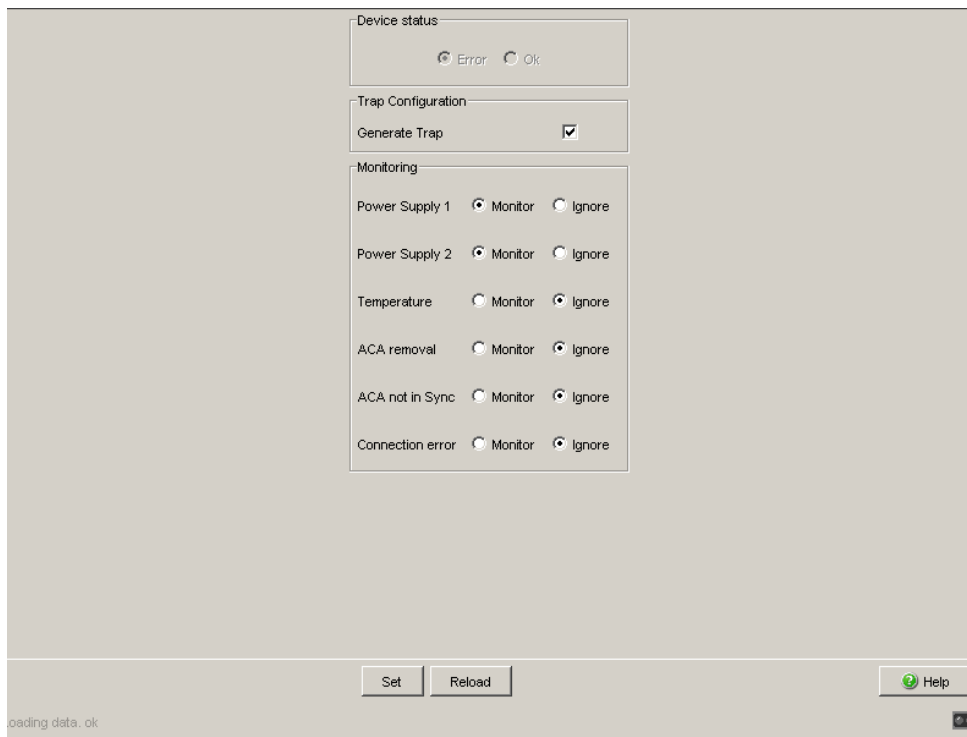 Device status
Error Ok
Trap Configuration
Generate Trap
Monitoring
Power Supply 1 Monitor Ignore
Power Supply 2 Monitor Ignore
Temperature Monitor Ignore
ACA removal Monitor Ignore
ACA not in Sync Monitor Ignore
Connection error Monitor Ignore
Set Reload Help
oading data. ok